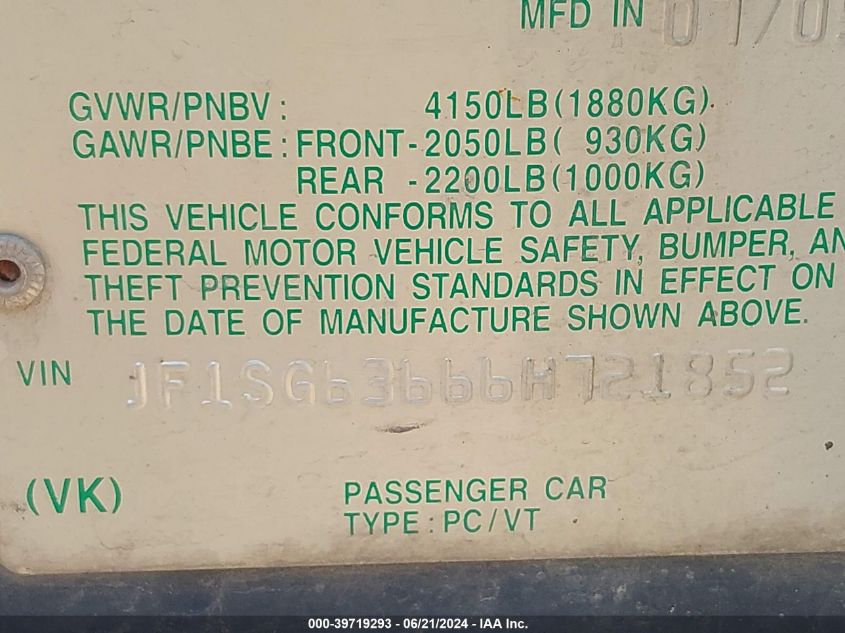 MFD IN 07/0
GVWR/PNBV: 4150LB(1880KG)
GAWR/PNBE: FRONT-2050LB( 930KG)
REAR -2200LB(1000KG)
THIS VEHICLE CONFORMS TO ALL APPLICABLE
FEDERAL MOTOR VEHICLE SAFETY, BUMPER, AN
THEFT PREVENTION STANDARDS IN EFFECT ON
THE DATE OF MANUFACTURE SHOWN ABOVE.
VIN JF1SG63666H721852
(VK) PASSENGER CAR
TYPE: PC/VT
000-39719293 - 06/21/2024 - IAA Inc.